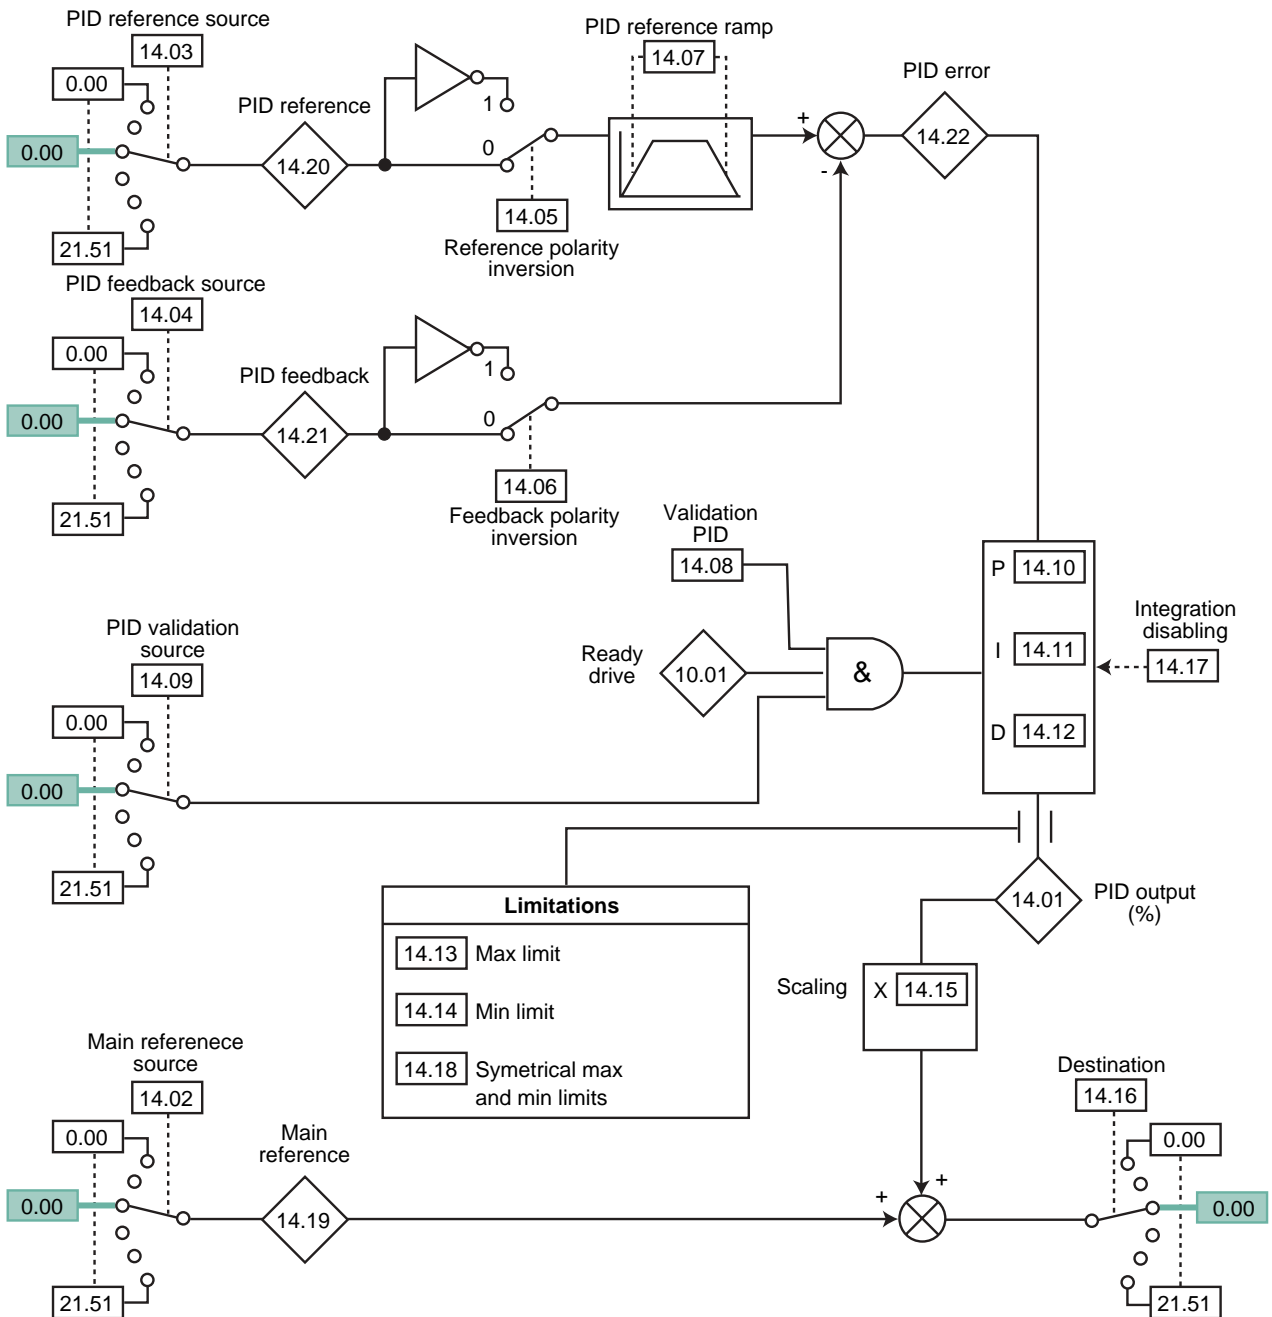 PID reference source
14.03
0.00
0.00
21.51
PID reference
14.20
1
0
14.05
Reference polarity
inversion
PID reference ramp
14.07
+
-
PID error
14.22
PID feedback source
14.04
0.00
0.00
21.51
PID feedback
14.21
1
0
14.06
Feedback polarity
inversion
Validation
PID
14.08
Ready
drive
10.01
&
PID validation
source
14.09
0.00
0.00
21.51
P 14.10
I 14.11
D 14.12
Integration
disabling
14.17
14.01
PID output
(%)
Limitations
14.13 Max limit
14.14 Min limit
14.18 Symetrical max
and min limits
Scaling
X 14.15
Main referenece
source
14.02
0.00
0.00
21.51
Main
reference
14.19
+
+
Destination
14.16
0.00
0.00
21.51